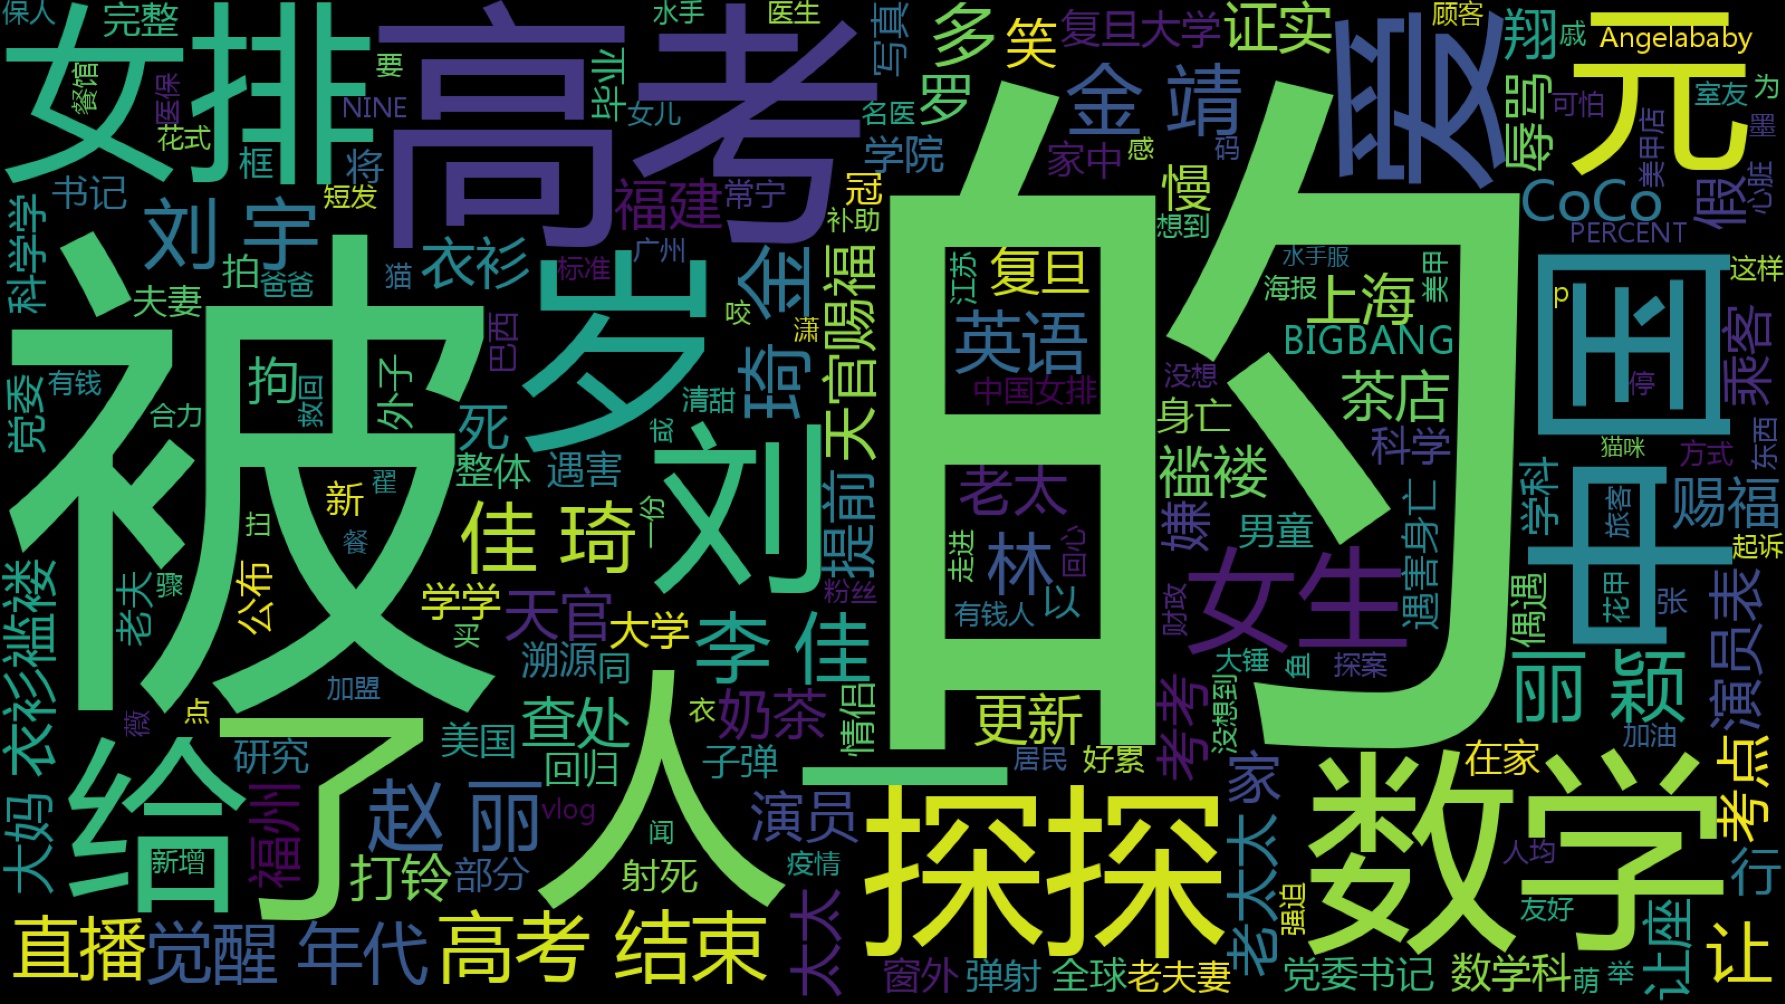 保人
完整
水手
医生
女排
高考
写真
多
笑
复旦大学
证实
爱
顾客
翔
戚
Angelababy
元
餐馆
医保
要
毕业
NINE
女儿
名医
罗
金 靖
辱骂
可怕
室友
为
墨
美甲店
花式
框
将
学院
家中
感
码
书记
短发
福建
常宁
冠
慢
CoCo
假
心脏
科学学
刘 宇
衣衫
广州
补助
想到
PERCENT
的
被
拍
爸爸
夫妻
猫
标准
岁
金
天官赐福
江苏
复旦
水手服
海报
上海
美甲
中国
p
这样
乘客
巴西
咬
潇
英语
BIGBANG
党委
有钱
拘
救回
外子
琦
中国女排
没想
茶店
停
合力
死
清甜
或
刘
身亡
科学
猫咪
方式
东西
整体
遇害
褴褛
老太
学科
旅客
赐福
翟
新
佳 琦
一份
提前
嫌
男童
遇害身亡
扫
餐
走进
林
回心
起诉
衣衫褴褛
老夫
骤
公布
学学
天官
粉丝
有钱人
以
财政
女生
偶遇
花甲
张
演员表
大学
买
李 佳
溯源
同
大锤
鱼
探案
丽 颖
加盟
薇
点
给
了
人
衣
奶茶
情侣
更新
考考
没想到
加油
美国
查处
研究
回归
子弹
一
居民
好累
家
在家
考点
大妈
福州
赵 丽
vlog
演员
探探
数学
新增
闻
疫情
人均
行
打铃
部分
射死
太太
老太太
强迫
友好
让座
让
直播
觉醒 年代
高考 结束
窗外
弹射
全球
老夫妻
党委书记
数学科
萌
举